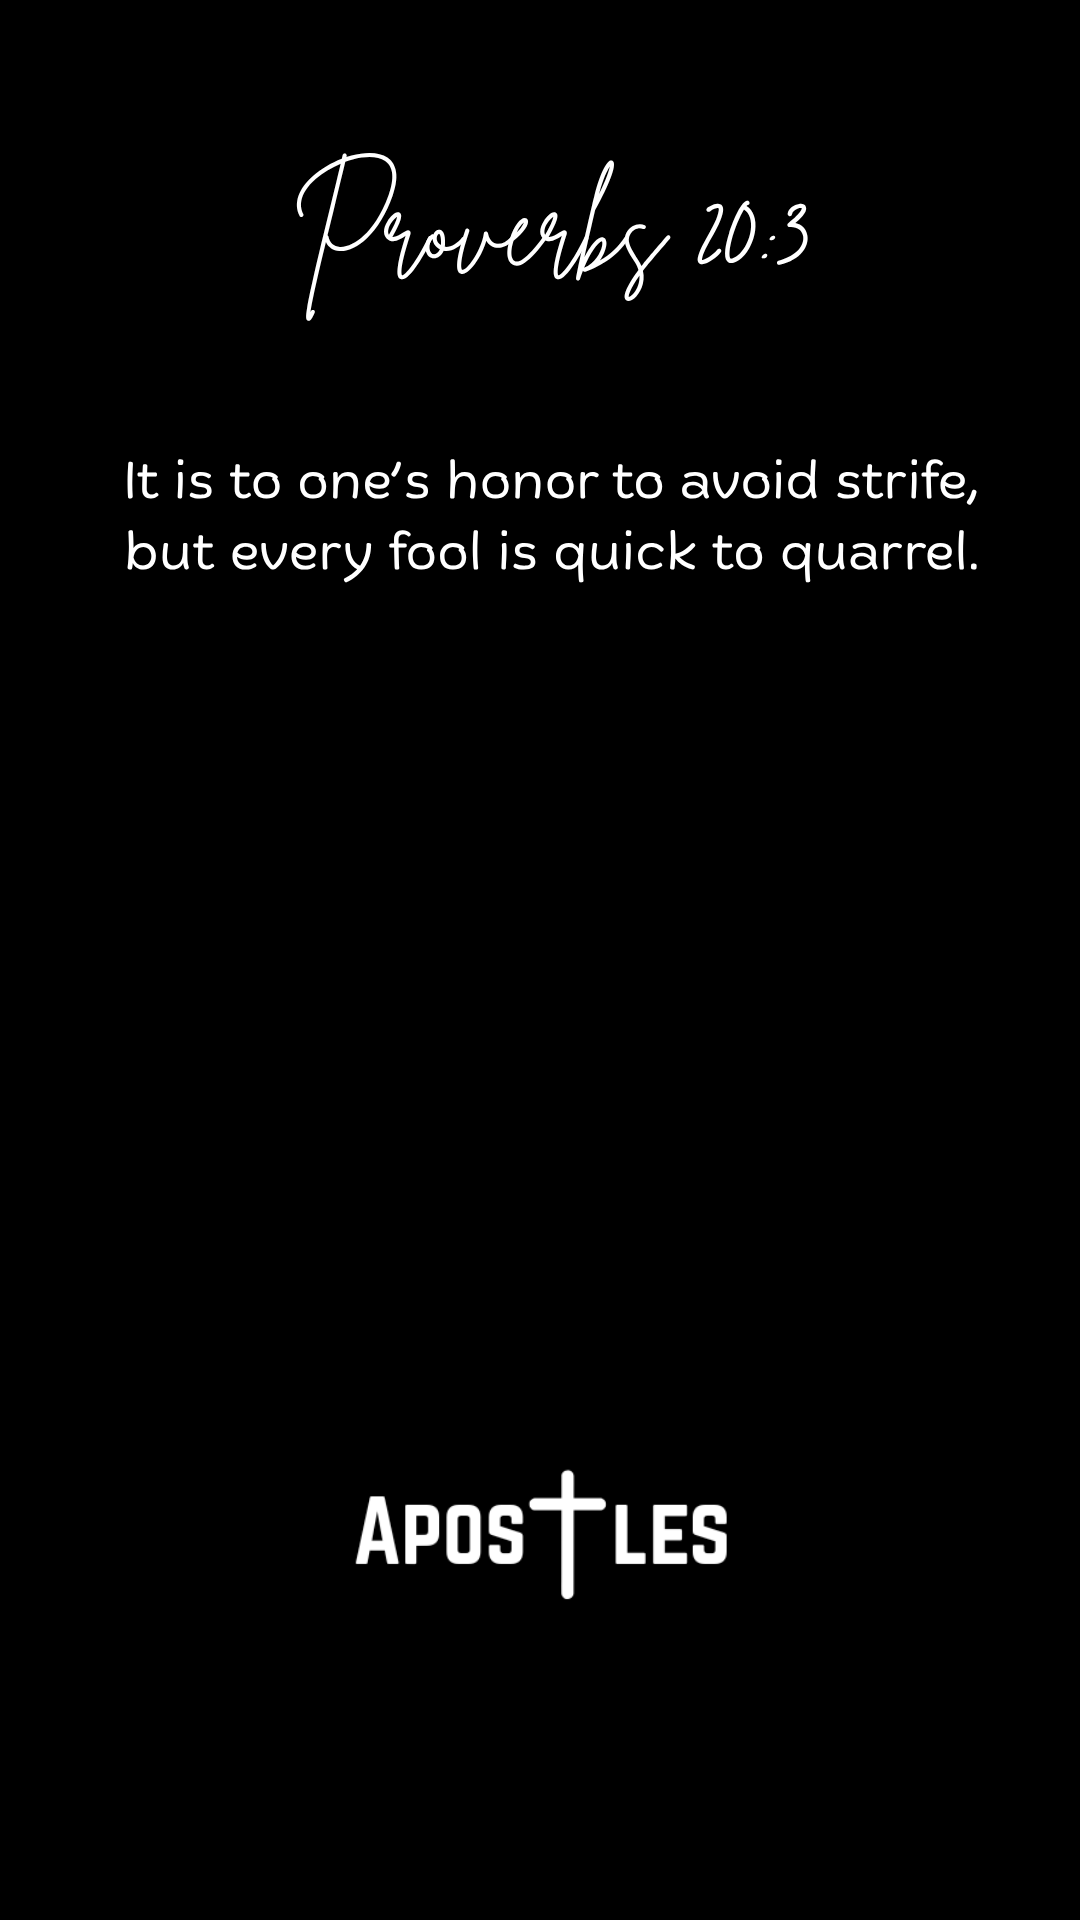 Proverbs 20:3
It is to one’s honor to avoid strife,
but every fool is quick to quarrel.
Apostles